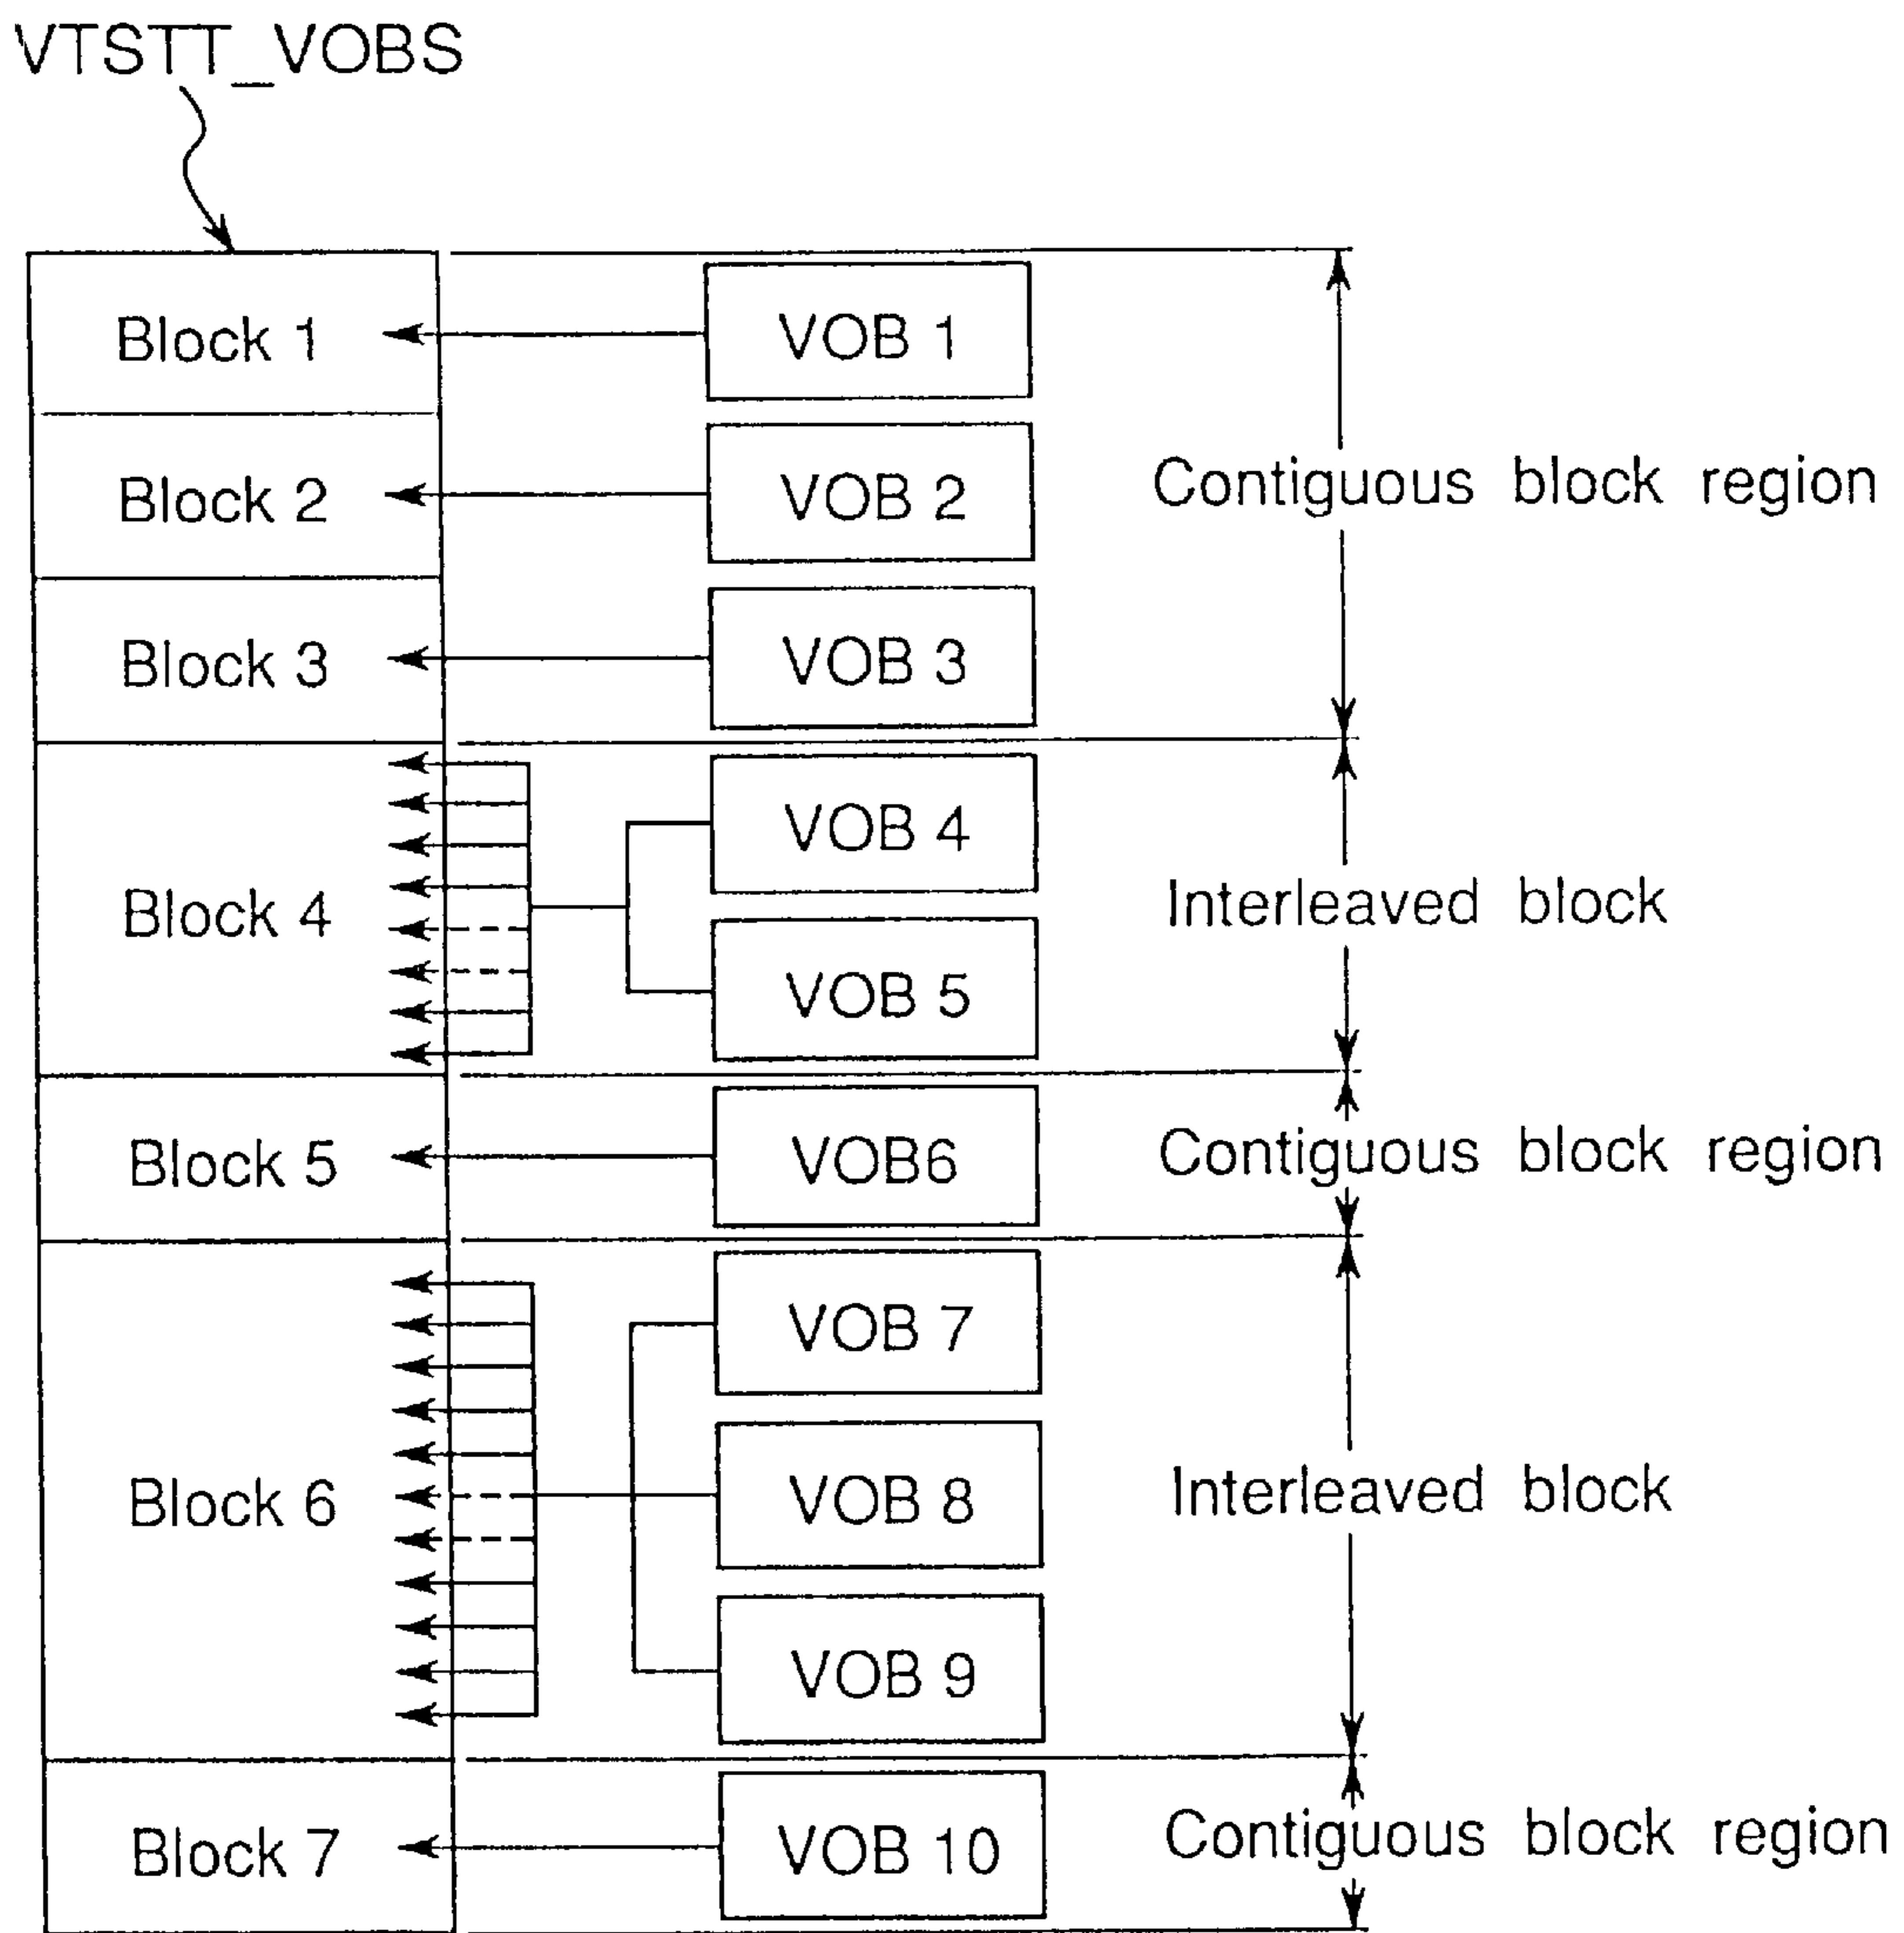 VTSTT_VOBS
Block 1
VOB 1
Block 2
VOB 2
Contiguous block region
Block 3
VOB 3
VOB 4
Block 4
Interleaved block
VOB 5
Block 5
VOB6
Contiguous block region
VOB 7
Block 6
VOB 8
Interleaved block
VOB 9
Block 7
VOB 10
Contiguous block region